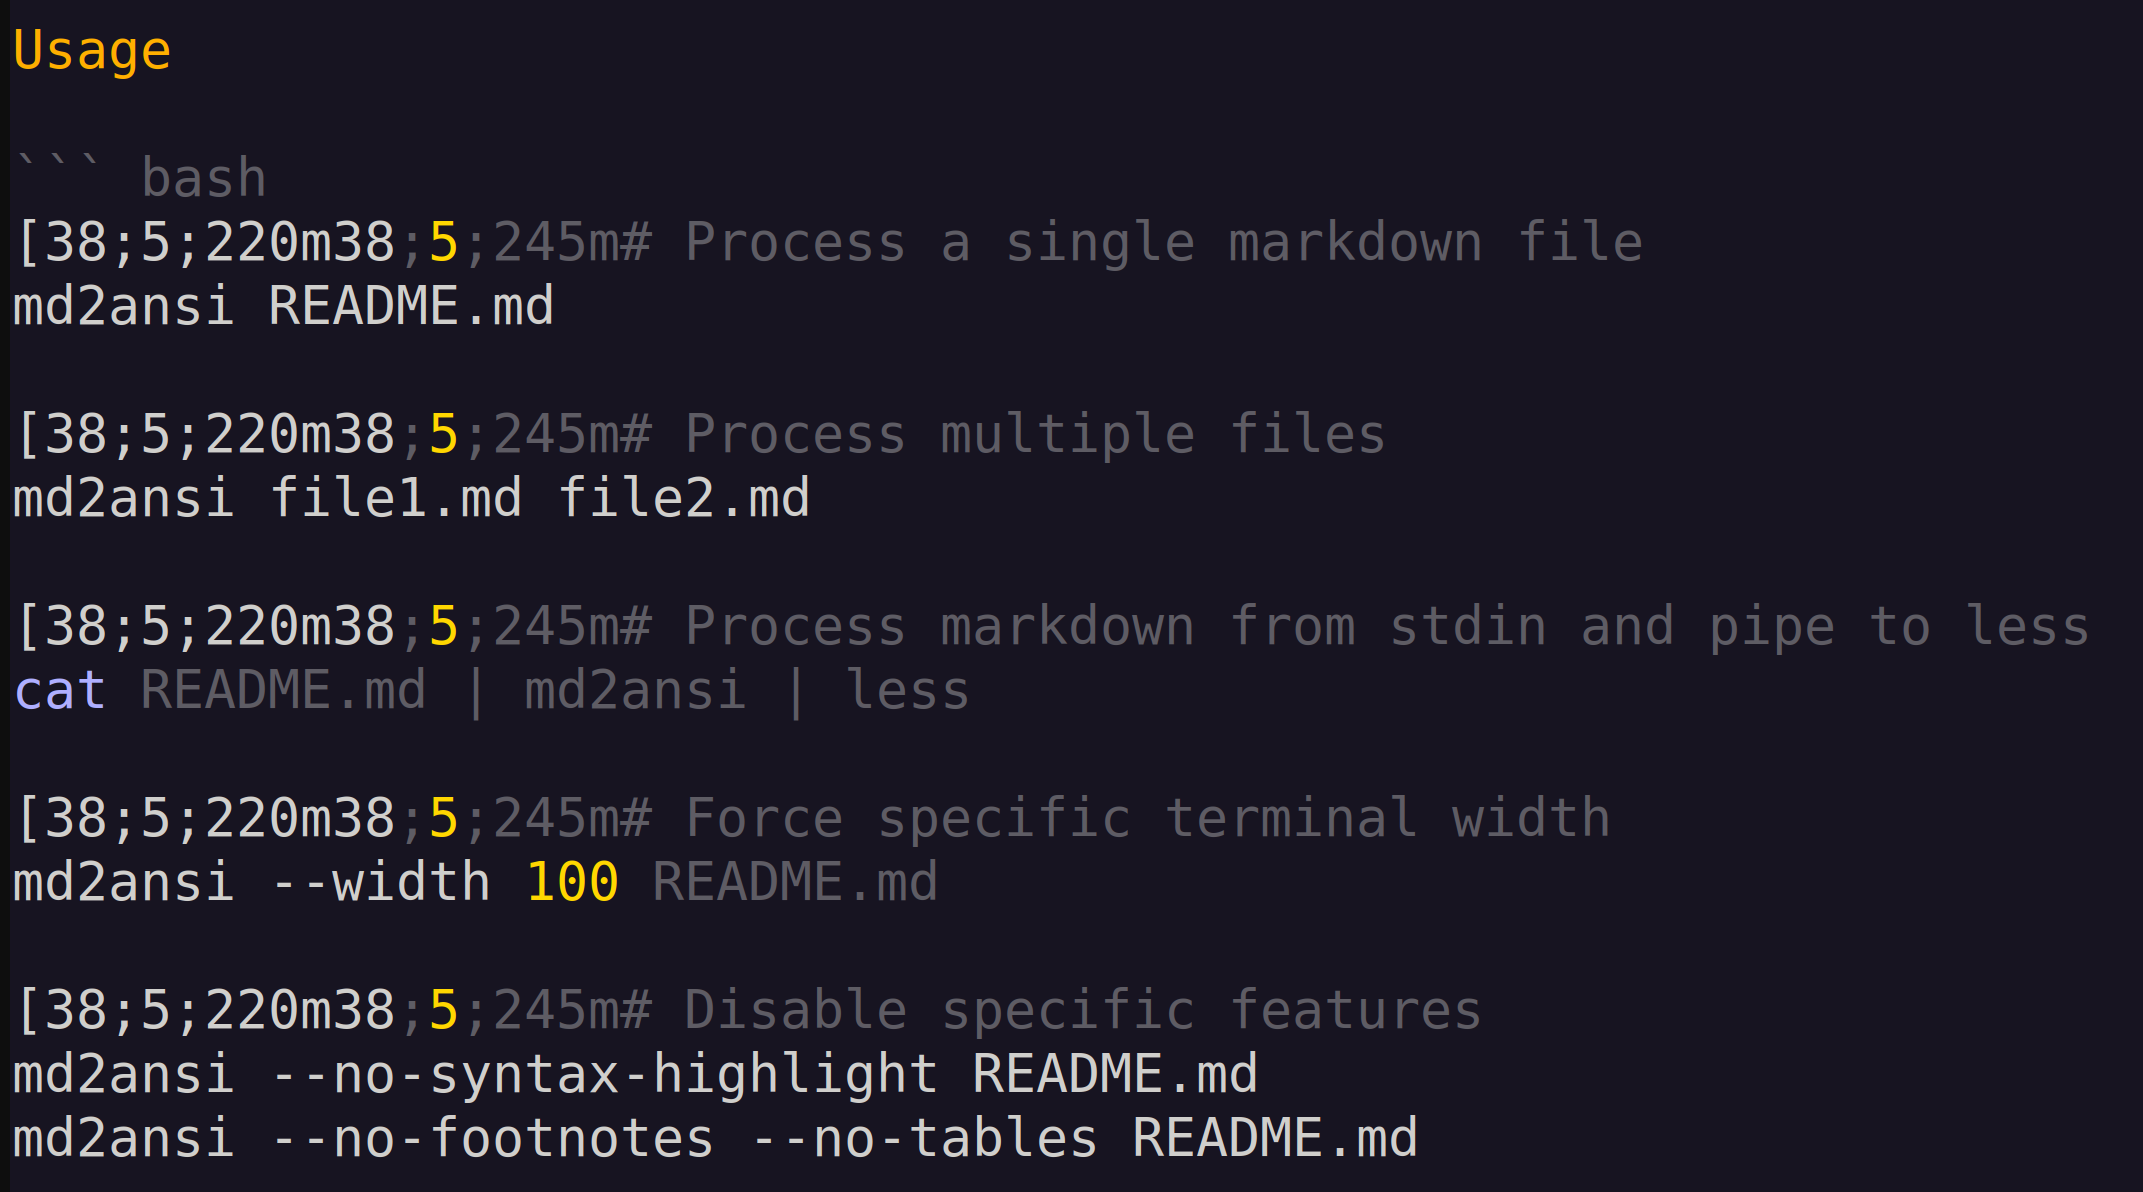 Usage
``` bash
[38;5;220m38;5;245m# Process a single markdown file
md2ansi README.md
[38;5;220m38;5;245m# Process multiple files
md2ansi file1.md file2.md
[38;5;220m38;5;245m# Process markdown from stdin and pipe to less
cat README.md | md2ansi | less
[38;5;220m38;5;245m# Force specific terminal width
md2ansi --width 100 README.md
[38;5;220m38;5;245m# Disable specific features
md2ansi --no-syntax-highlight README.md
md2ansi --no-footnotes --no-tables README.md